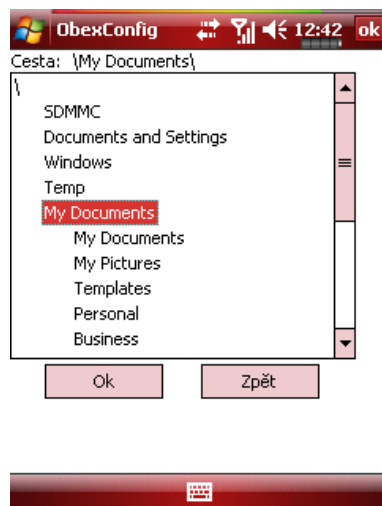 ObexConfig 12:42 ok
Cesta: \My Documents\
\
SDMMC
Documents and Settings
Windows
Temp
My Documents
My Documents
My Pictures
Templates
Personal
Business
Ok Zpět